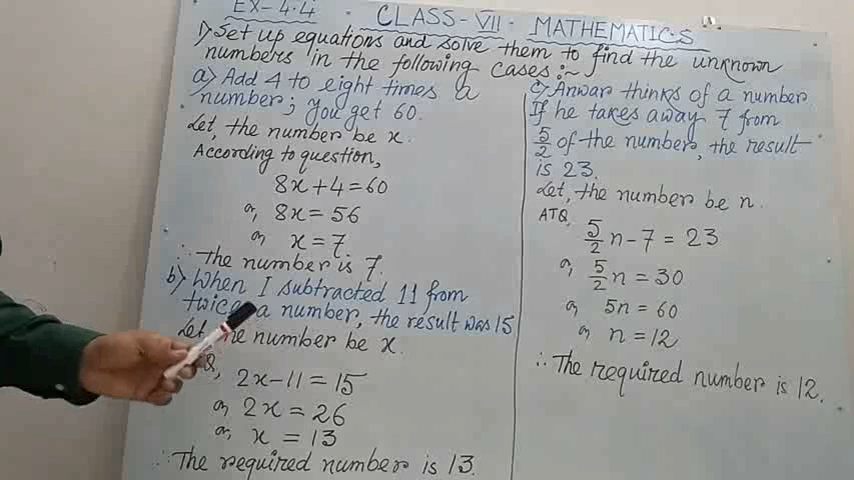 EX-4.4
CLASS-VII. MATHEMATICS
1) Set up equations and solve them to find the unknown
numbers in the following cases:~
a) Add 4 to eight times a
number; you get 60.
Let, the number be x.
According to question,
8x+4=60
or, 8x=56
or, x=7
∴ the number is 7.
b) When I subtracted 11 from
twice a number, the result was 15
Let the number be x.
2x-11=15
or, 2x=26
or, x=13
∴ The required number is 13.
c) Anwar thinks of a number.
If he takes away 7 from
5/2 of the number, the result
is 23.
Let, the number be n.
ATQ,
5/2 n-7=23
or, 5/2 n=30
or, 5n=60
or, n=12
∴ The required number is 12.